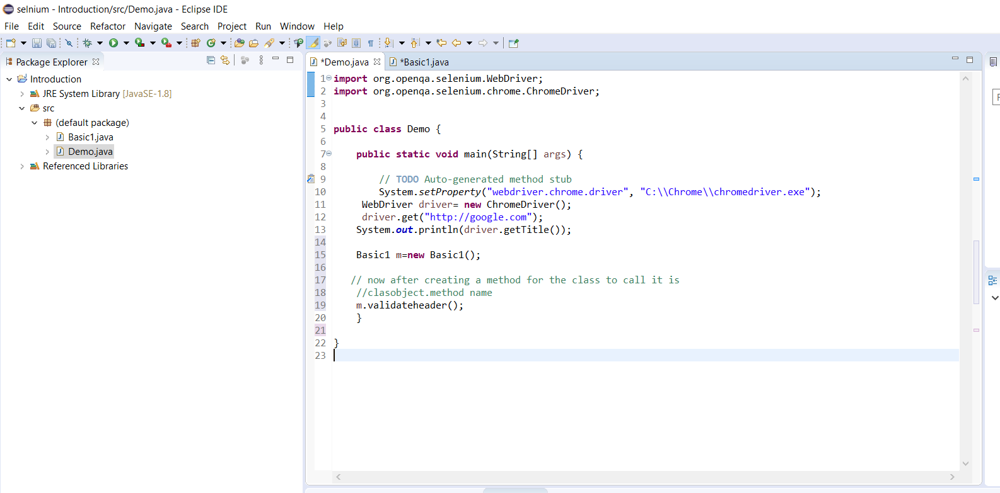 selnium - Introduction/src/Demo.java - Eclipse IDE
File Edit Source Refactor Navigate Search Project Run Window Help
Package Explorer
Introduction
JRE System Library [JavaSE-1.8]
src
(default package)
Basic1.java
Demo.java
Referenced Libraries
*Demo.java *Basic1.java
1 import org.openqa.selenium.WebDriver;
2 import org.openqa.selenium.chrome.ChromeDriver;
3
4
5 public class Demo {
6
7 public static void main(String[] args) {
8
9 // TODO Auto-generated method stub
10 System.setProperty("webdriver.chrome.driver", "C:\\Chrome\\chromedriver.exe");
11 WebDriver driver= new ChromeDriver();
12 driver.get("http://google.com");
13 System.out.println(driver.getTitle());
14
15 Basic1 m=new Basic1();
16
17 // now after creating a method for the class to call it is
18 //clasobject.method name
19 m.validateheader();
20 }
21
22 }
23